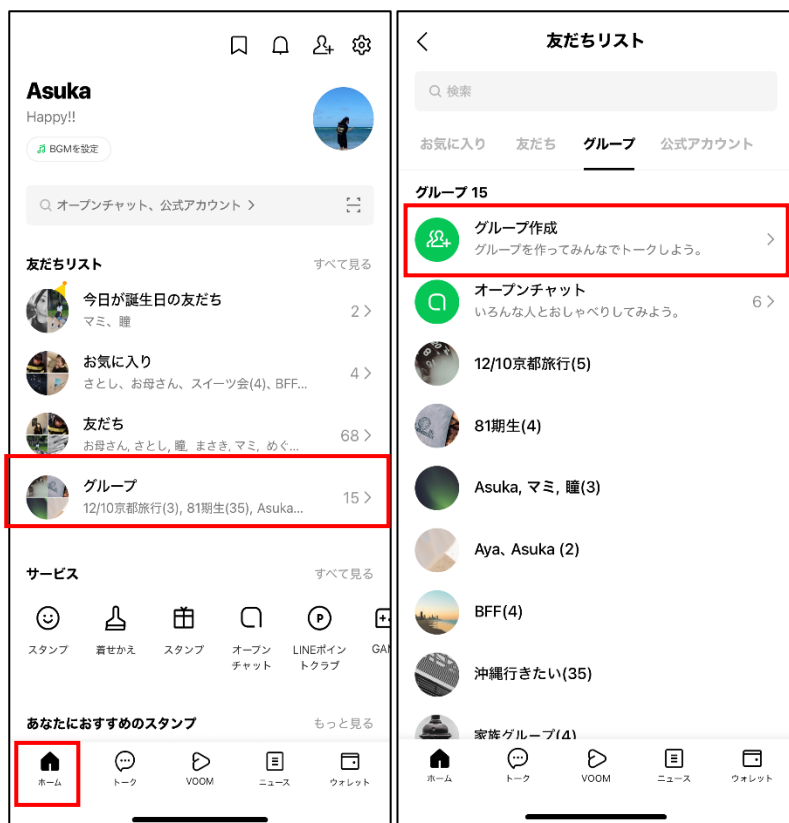 Asuka
Happy!!
BGMを設定
オープンチャット、公式アカウント >
友だちリスト
すべて見る
今日が誕生日の友だち
マミ、瞳
2 >
お気に入り
さとし、お母さん、スイーツ会(4)、BFF...
4 >
友だち
お母さん, さとし, 瞳, まさき, マミ, めぐ...
68 >
グループ
12/10京都旅行(3), 81期生(35), Asuka...
15 >
サービス
すべて見る
スタンプ
着せかえ
スタンプ
オープン
チャット
LINEポイン
トクラブ
GA
あなたにおすすめのスタンプ
もっと見る
ホーム
トーク
VOOM
ニュース
ウォレット
友だちリスト
検索
お気に入り
友だち
グループ
公式アカウント
グループ 15
グループ作成
グループを作ってみんなでトークしよう。
オープンチャット
いろんな人とおしゃべりしてみよう。
6 >
12/10京都旅行(5)
81期生(4)
Asuka, マミ, 瞳(3)
Aya、Asuka (2)
BFF(4)
沖縄行きたい(35)
家族グループ(4)
ホーム
トーク
VOOM
ニュース
ウォレット